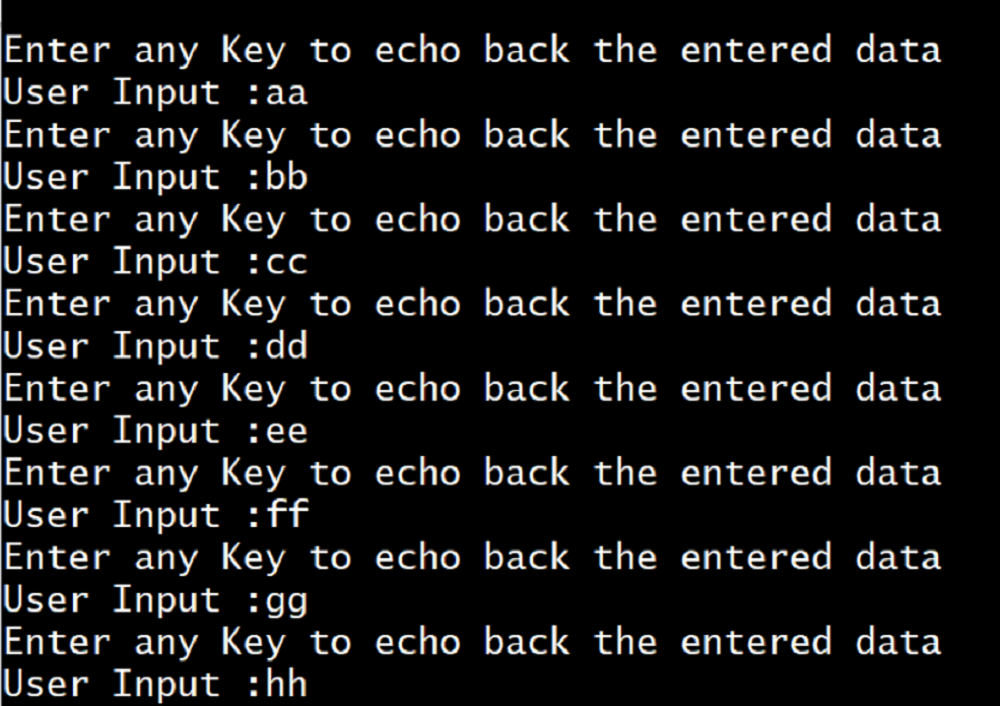 Enter any Key to echo back the entered data
User Input :aa
Enter any Key to echo back the entered data
User Input :bb
Enter any Key to echo back the entered data
User Input :cc
Enter any Key to echo back the entered data
User Input :dd
Enter any Key to echo back the entered data
User Input :ee
Enter any Key to echo back the entered data
User Input :ff
Enter any Key to echo back the entered data
User Input :gg
Enter any Key to echo back the entered data
User Input :hh